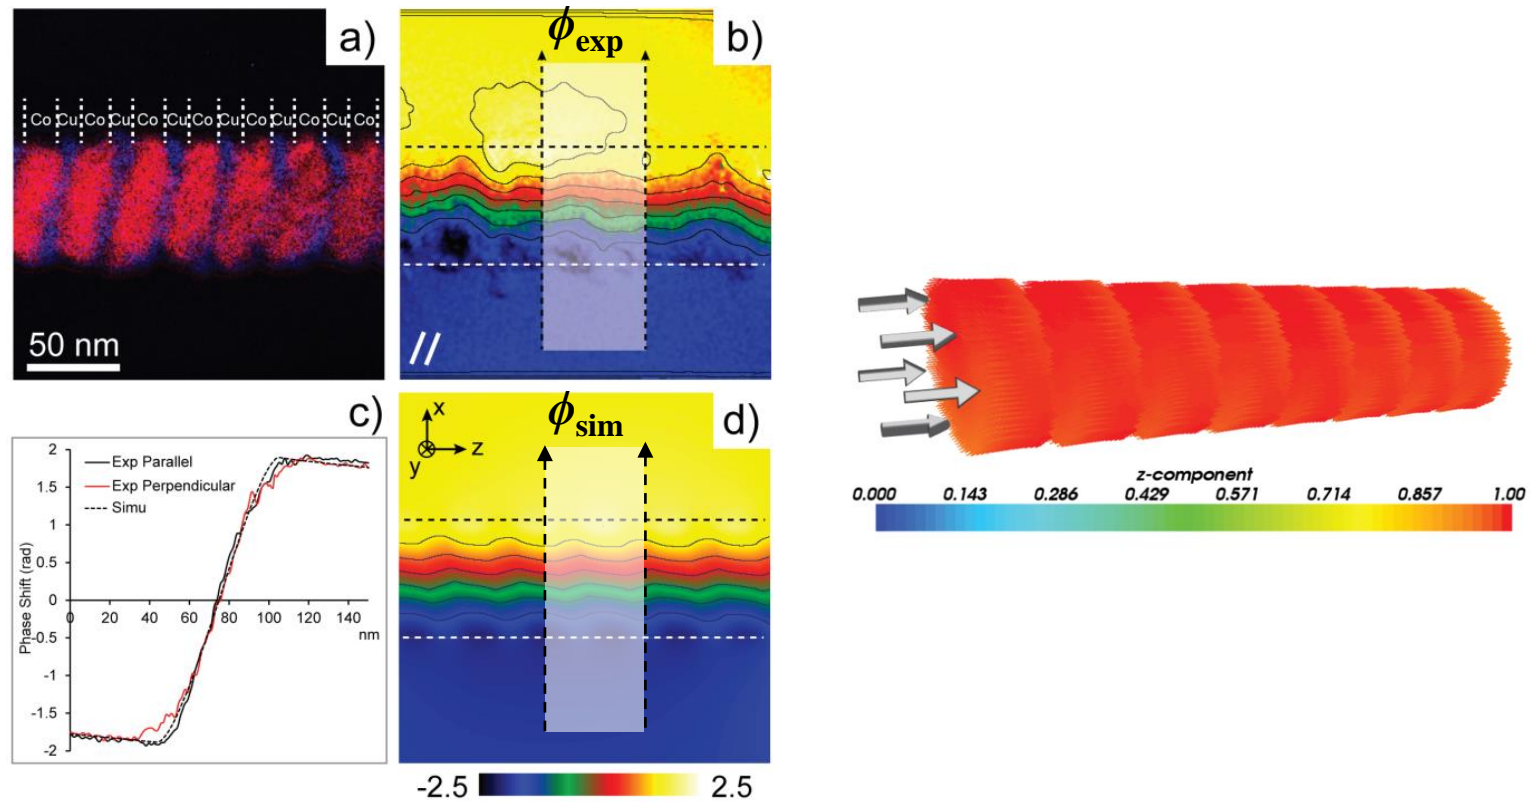 a)
Co Cu Co Cu Co Cu Co Cu Co Cu Co Cu Co
50 nm
ϕexp
b)
//
c)
2
1.5
1
0.5
0
-0.5
-1
-1.5
-2
Phase Shift (rad)
Exp Parallel
Exp Perpendicular
Simu
0 20 40 60 80 100 120 140
nm
ϕsim
d)
x
y
z
-2.5 2.5
z-component
0.000 0.143 0.286 0.429 0.571 0.714 0.857 1.00